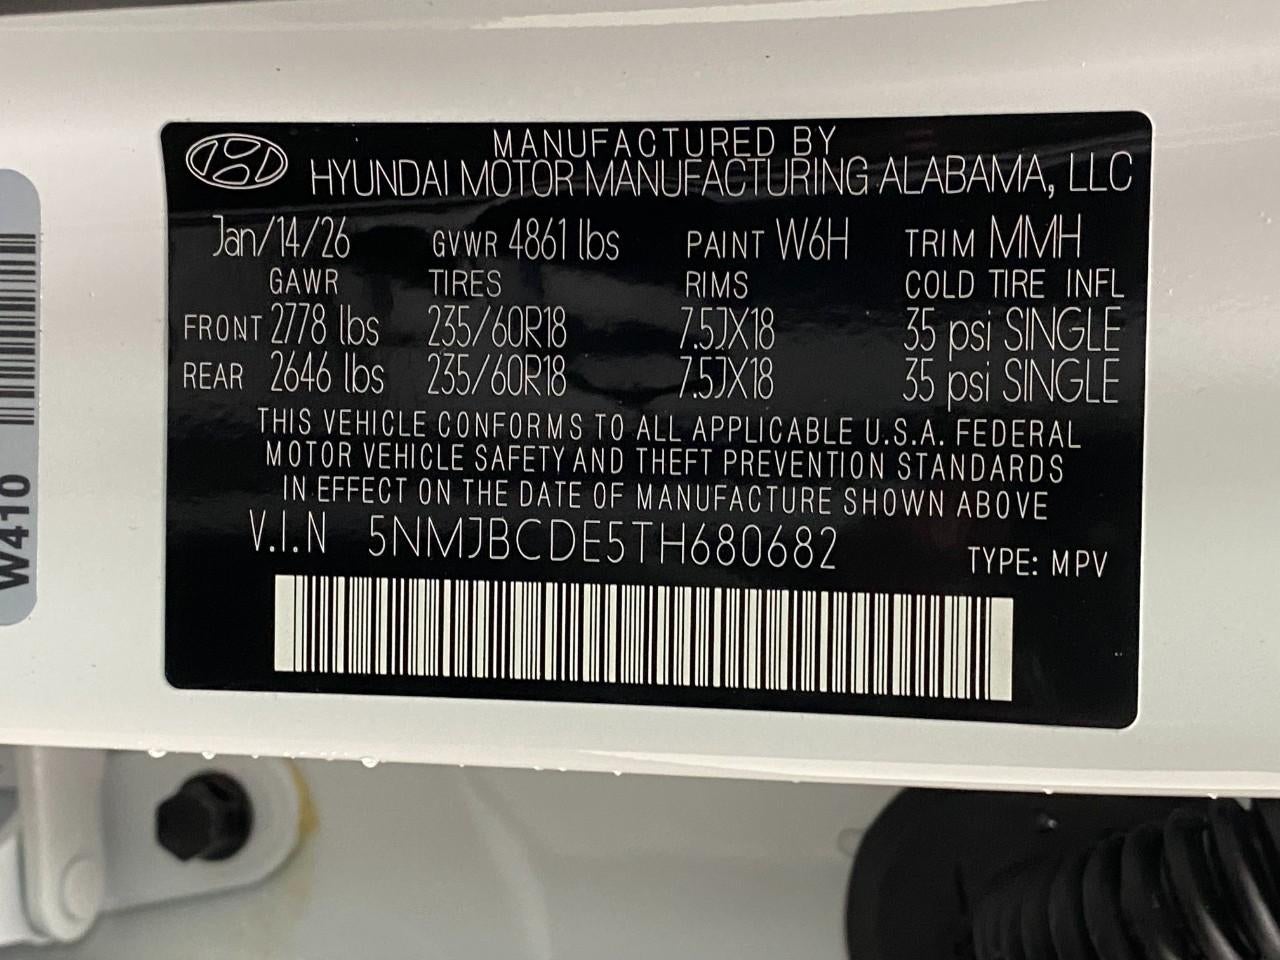 MANUFACTURED BY
HYUNDAI MOTOR MANUFACTURING ALABAMA, LLC
Jan/14/26 GVWR 4861 lbs PAINT W6H TRIM MMH
GAWR TIRES RIMS COLD TIRE INFL
FRONT 2778 lbs 235/60R18 7.5JX18 35 psi SINGLE
REAR 2646 lbs 235/60R18 7.5JX18 35 psi SINGLE
THIS VEHICLE CONFORMS TO ALL APPLICABLE U.S.A. FEDERAL
MOTOR VEHICLE SAFETY AND THEFT PREVENTION STANDARDS
IN EFFECT ON THE DATE OF MANUFACTURE SHOWN ABOVE
V.I.N 5NMJBCDE5TH680682 TYPE: MPV
W410